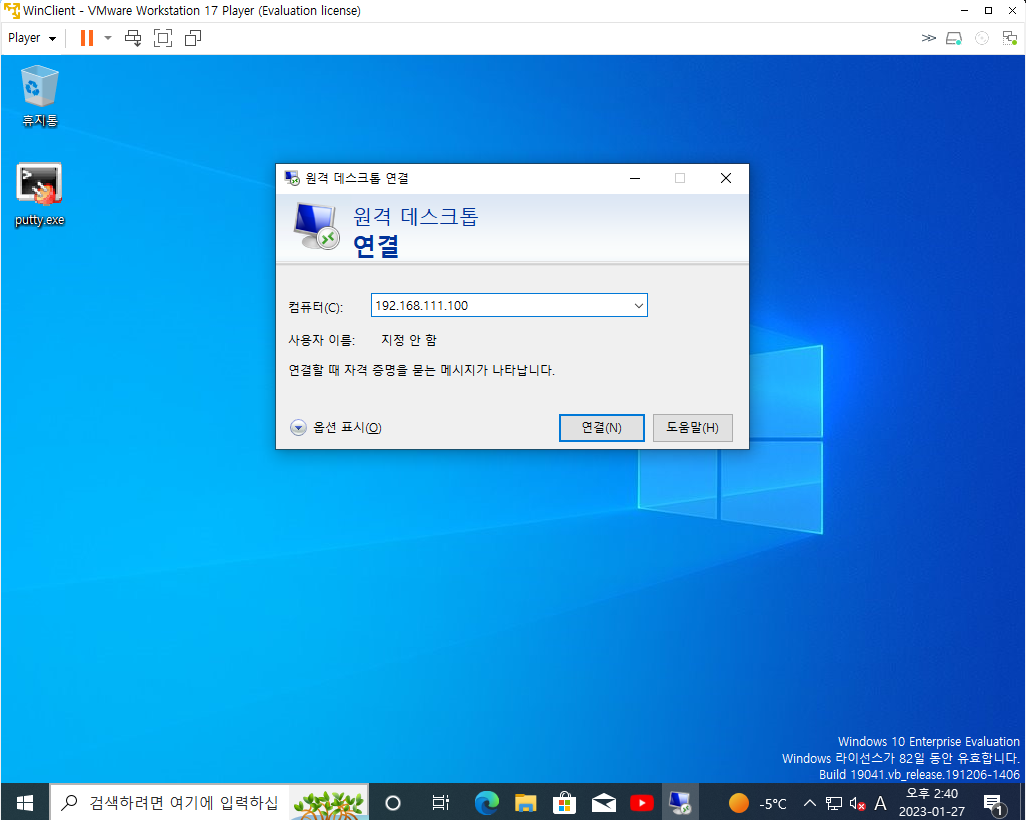 WinClient - VMware Workstation 17 Player (Evaluation license)
Player
휴지통
putty.exe
원격 데스크톱 연결
원격 데스크톱
연결
컴퓨터(C): 192.168.111.100
사용자 이름: 지정 안 함
연결할 때 자격 증명을 묻는 메시지가 나타납니다.
옵션 표시(O) 연결(N) 도움말(H)
Windows 10 Enterprise Evaluation
Windows 라이선스가 82일 동안 유효합니다.
Build 19041.vb_release.191206-1406
검색하려면 여기에 입력하십
-5°C A 오후 2:40
2023-01-27
1